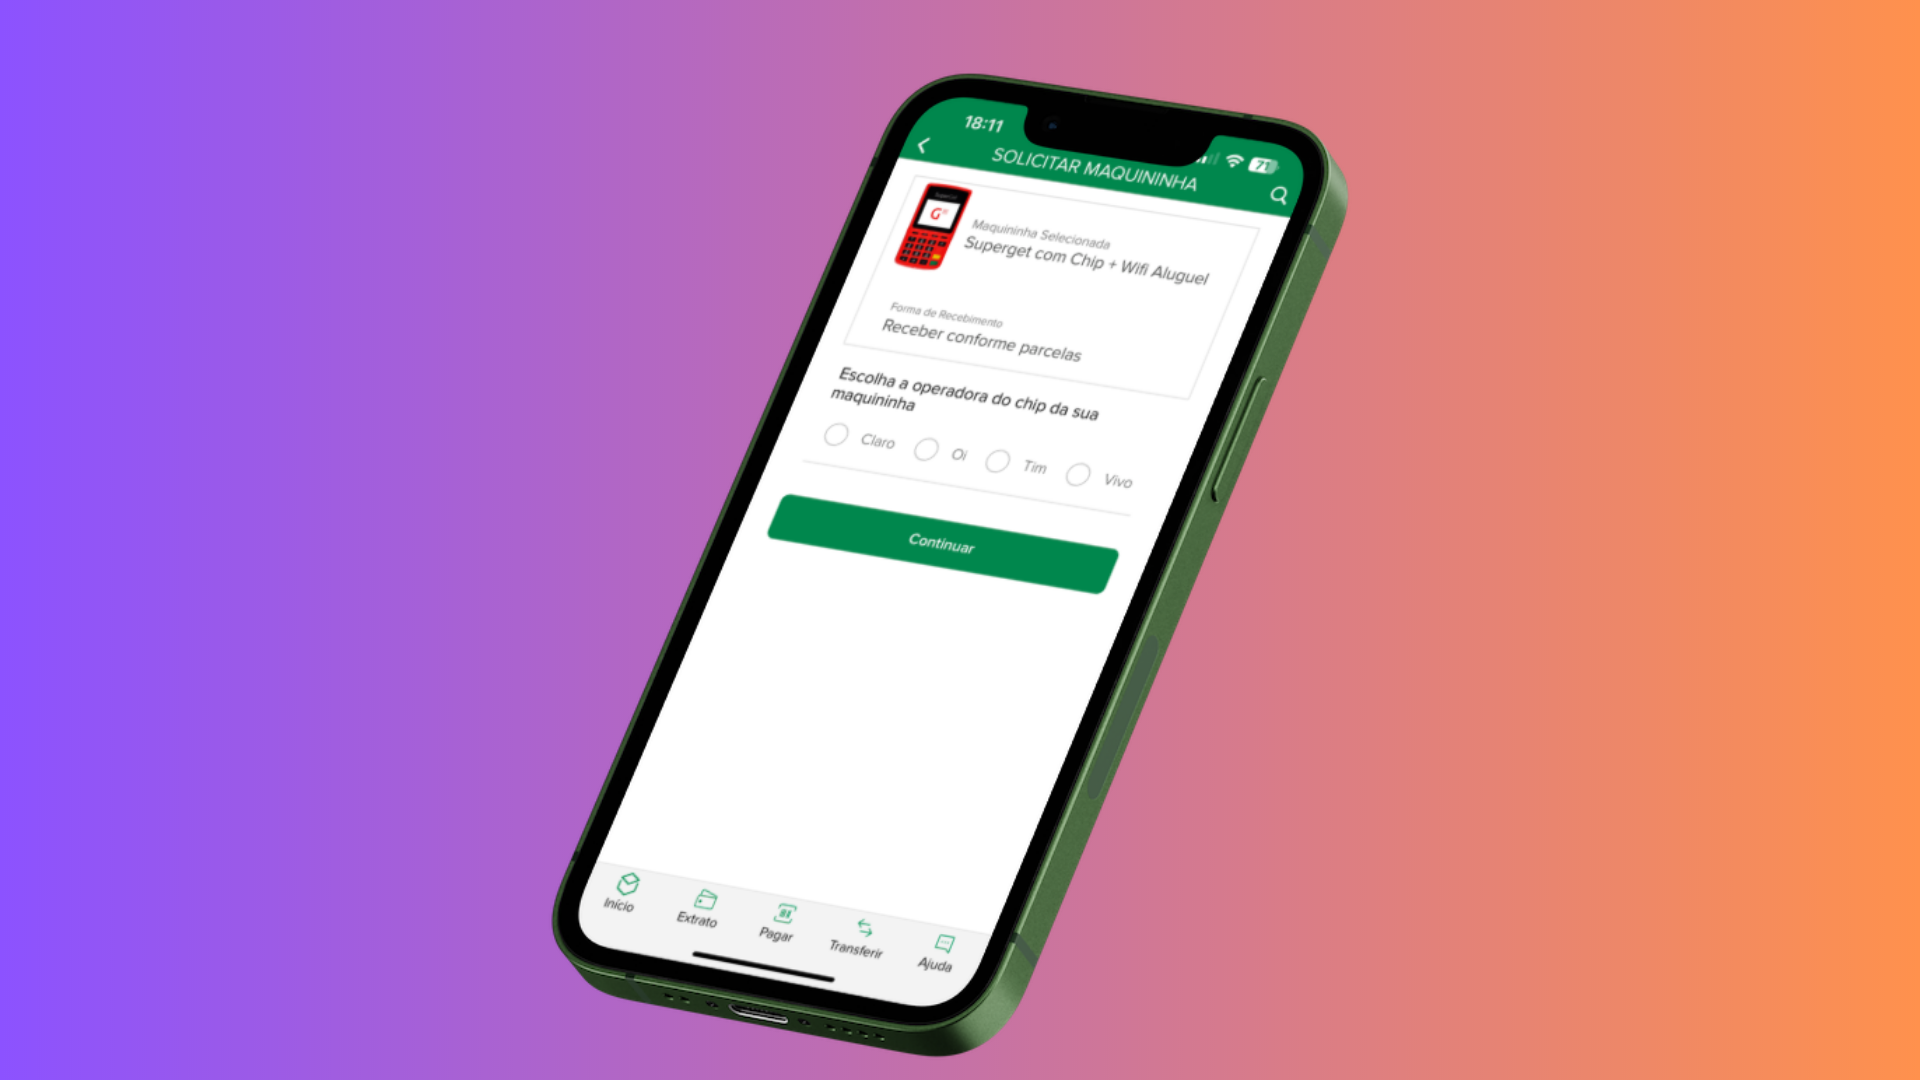 18:11
71
SOLICITAR MAQUININHA
G
Maquininha Selecionada
Superget com Chip + Wifi Aluguel
Forma de Recebimento
Receber conforme parcelas
Escolha a operadora do chip da sua
maquininha
Claro Oi Tim Vivo
Continuar
Início Extrato Pagar Transferir Ajuda